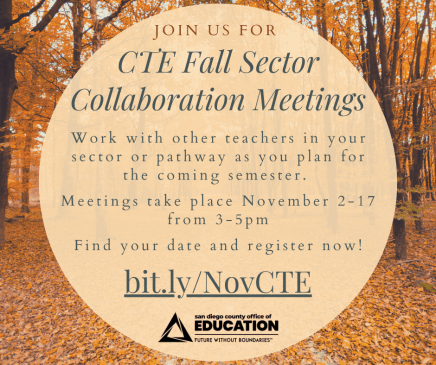 JOIN US FOR
CTE Fall Sector
Collaboration Meetings
Work with other teachers in your
sector or pathway as you plan for
the coming semester.
Meetings take place November 2-17
from 3-5pm
Find your date and register now!
bit.ly/NovCTE
san diego county office of
EDUCATION
FUTURE WITHOUT BOUNDARIES™